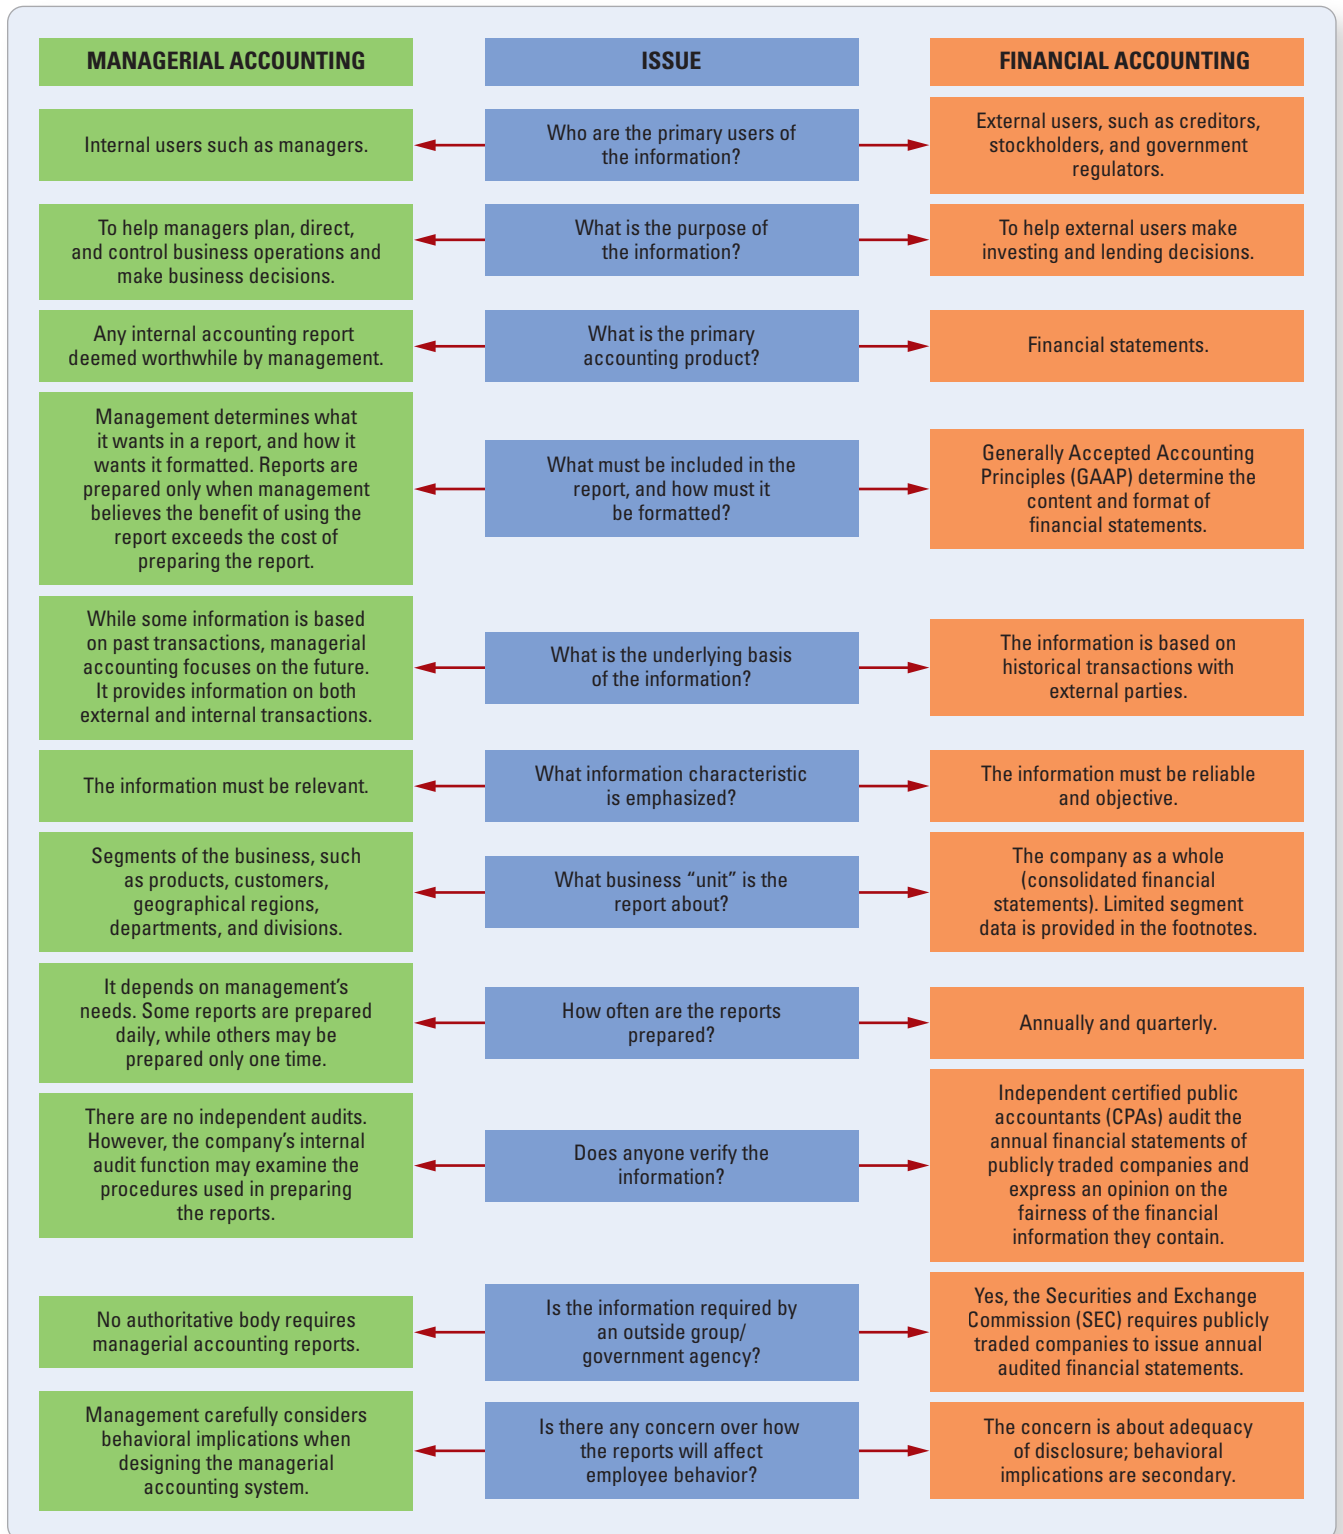 MANAGERIAL ACCOUNTING
ISSUE
FINANCIAL ACCOUNTING
Internal users such as managers.
Who are the primary users of
the information?
External users, such as creditors,
stockholders, and government
regulators.
To help managers plan, direct,
and control business operations and
make business decisions.
What is the purpose of
the information?
To help external users make
investing and lending decisions.
Any internal accounting report
deemed worthwhile by management.
What is the primary
accounting product?
Financial statements.
Management determines what
it wants in a report, and how it
wants it formatted. Reports are
prepared only when management
believes the benefit of using the
report exceeds the cost of
preparing the report.
What must be included in the
report, and how must it
be formatted?
Generally Accepted Accounting
Principles (GAAP) determine the
content and format of
financial statements.
While some information is based
on past transactions, managerial
accounting focuses on the future.
It provides information on both
external and internal transactions.
What is the underlying basis
of the information?
The information is based on
historical transactions with
external parties.
The information must be relevant.
What information characteristic
is emphasized?
The information must be reliable
and objective.
Segments of the business, such
as products, customers,
geographical regions,
departments, and divisions.
What business “unit” is the
report about?
The company as a whole
(consolidated financial
statements). Limited segment
data is provided in the footnotes.
It depends on management’s
needs. Some reports are prepared
daily, while others may be
prepared only one time.
How often are the reports
prepared?
Annually and quarterly.
There are no independent audits.
However, the company’s internal
audit function may examine the
procedures used in preparing
the reports.
Does anyone verify the
information?
Independent certified public
accountants (CPAs) audit the
annual financial statements of
publicly traded companies and
express an opinion on the
fairness of the financial
information they contain.
No authoritative body requires
managerial accounting reports.
Is the information required by
an outside group/
government agency?
Yes, the Securities and Exchange
Commission (SEC) requires publicly
traded companies to issue annual
audited financial statements.
Management carefully considers
behavioral implications when
designing the managerial
accounting system.
Is there any concern over how
the reports will affect
employee behavior?
The concern is about adequacy
of disclosure; behavioral
implications are secondary.